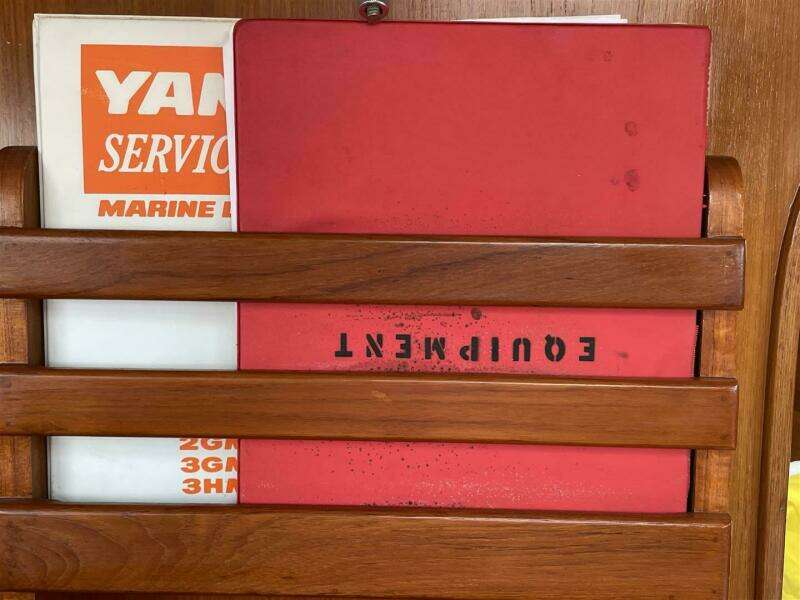 YAN
SERVIC
MARINE
EQUIPMENT
2GM
3GM
3HM